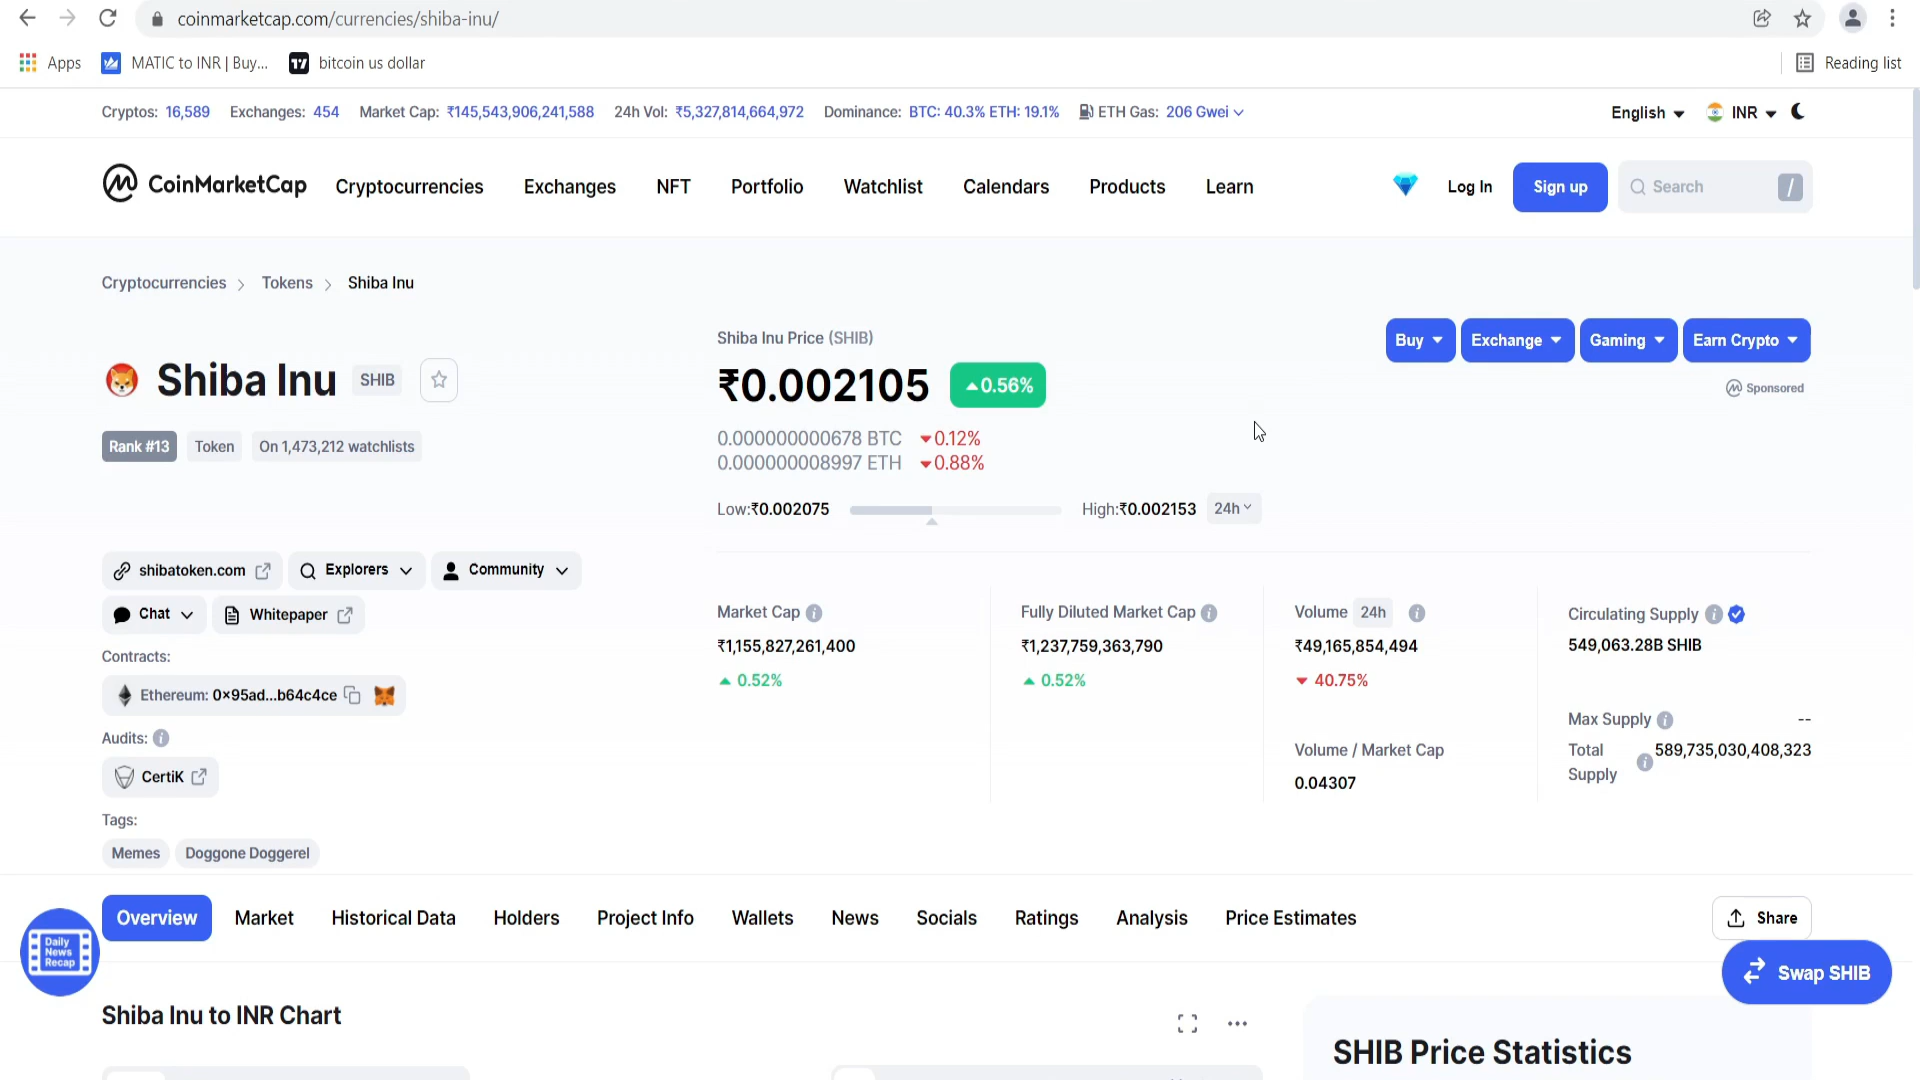 coinmarketcap.com/currencies/shiba-inu/
Apps MATIC to INR | Buy... bitcoin us dollar Reading list
Cryptos: 16,589 Exchanges: 454 Market Cap: ₹145,543,906,241,588 24h Vol: ₹5,327,814,664,972 Dominance: BTC: 40.3% ETH: 19.1% ETH Gas: 206 Gwei English INR
CoinMarketCap Cryptocurrencies Exchanges NFT Portfolio Watchlist Calendars Products Learn Log In Sign up Search /
Cryptocurrencies > Tokens > Shiba Inu
Shiba Inu Price (SHIB)
Buy Exchange Gaming Earn Crypto
Shiba Inu SHIB
₹0.002105 0.56%
Sponsored
Rank #13 Token On 1,473,212 watchlists
0.000000000678 BTC 0.12%
0.000000008997 ETH 0.88%
Low:₹0.002075 High:₹0.002153 24h
shibatoken.com Explorers Community
Chat Whitepaper
Contracts:
Ethereum: 0x95ad...b64c4ce
Audits:
CertiK
Tags:
Memes Doggone Doggerel
Market Cap
₹1,155,827,261,400
0.52%
Fully Diluted Market Cap
₹1,237,759,363,790
0.52%
Volume 24h
₹49,165,854,494
40.75%
Volume / Market Cap
0.04307
Circulating Supply
549,063.28B SHIB
Max Supply --
Total Supply 589,735,030,408,323
Overview Market Historical Data Holders Project Info Wallets News Socials Ratings Analysis Price Estimates Share
Daily
News
Recap
Swap SHIB
Shiba Inu to INR Chart
SHIB Price Statistics